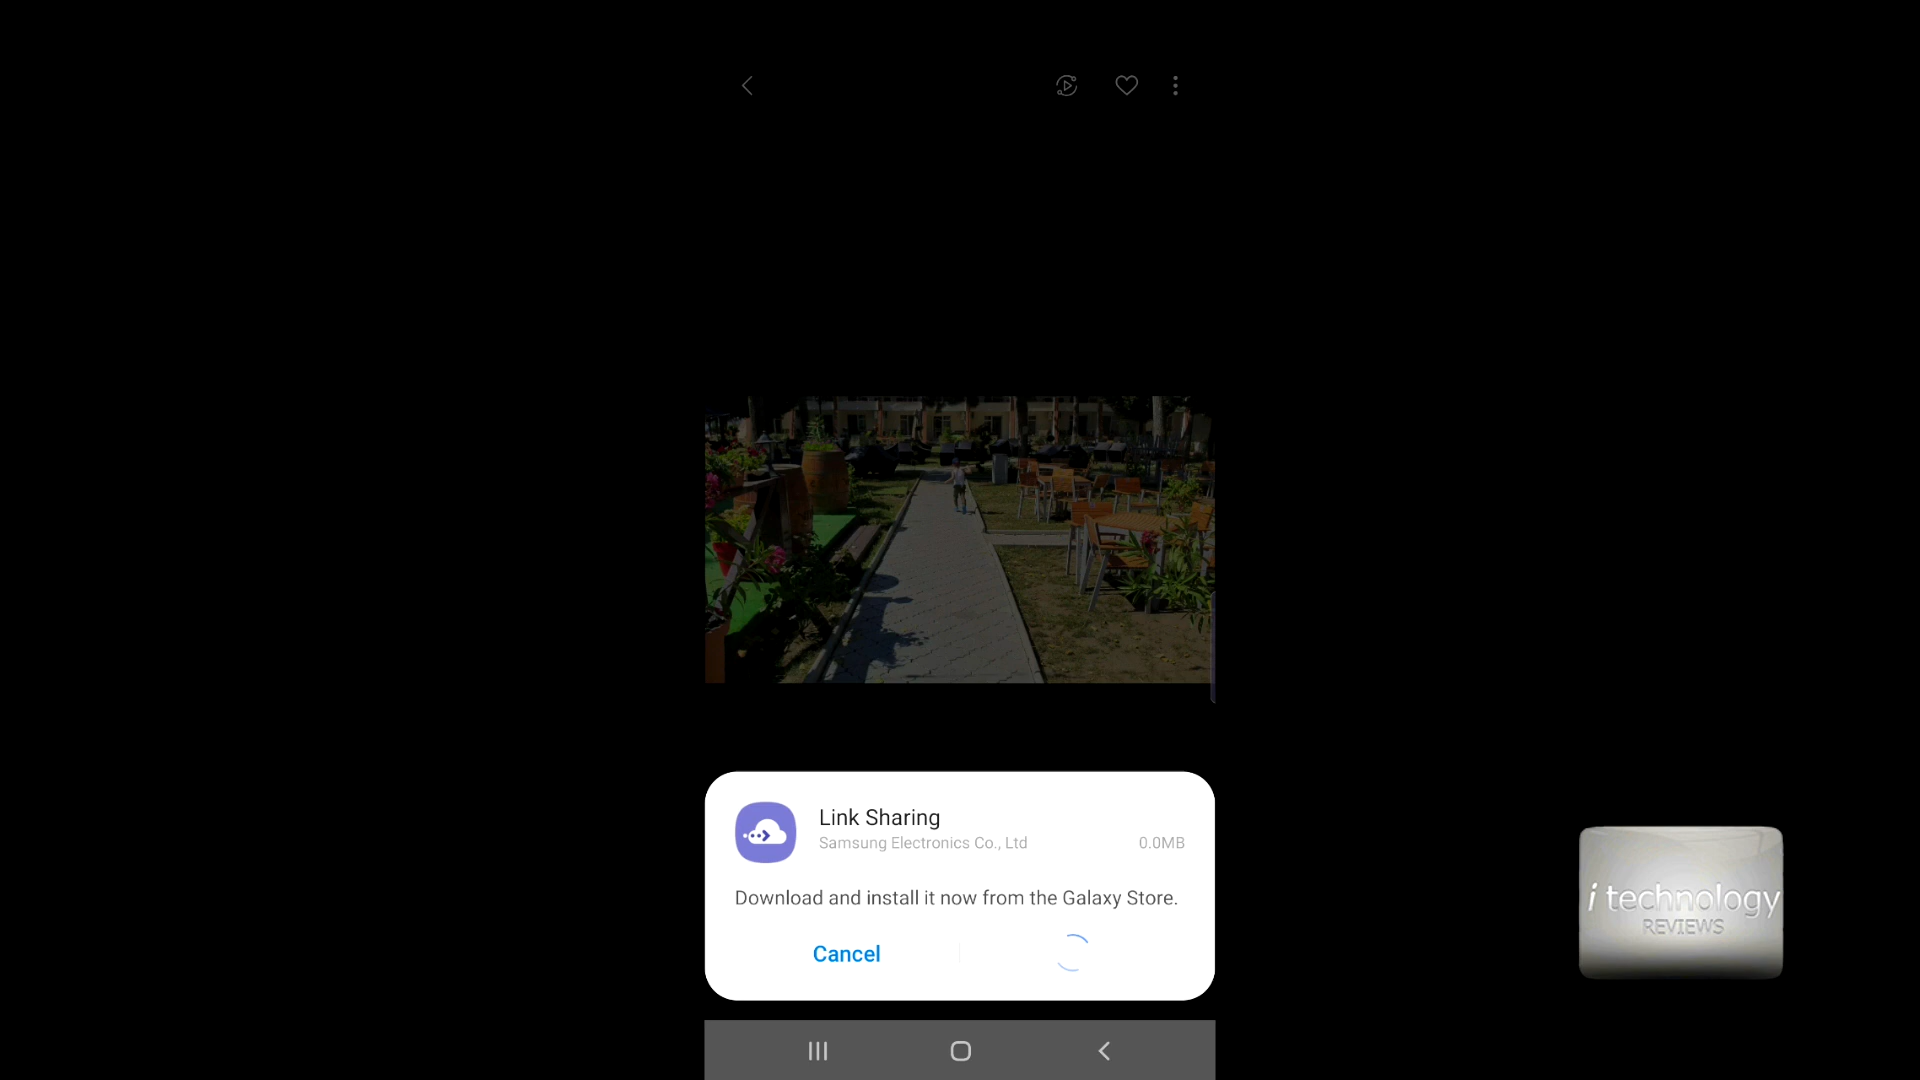 Link Sharing
Samsung Electronics Co., Ltd
0.0MB
Download and install it now from the Galaxy Store.
Cancel
i technology
REVIEWS